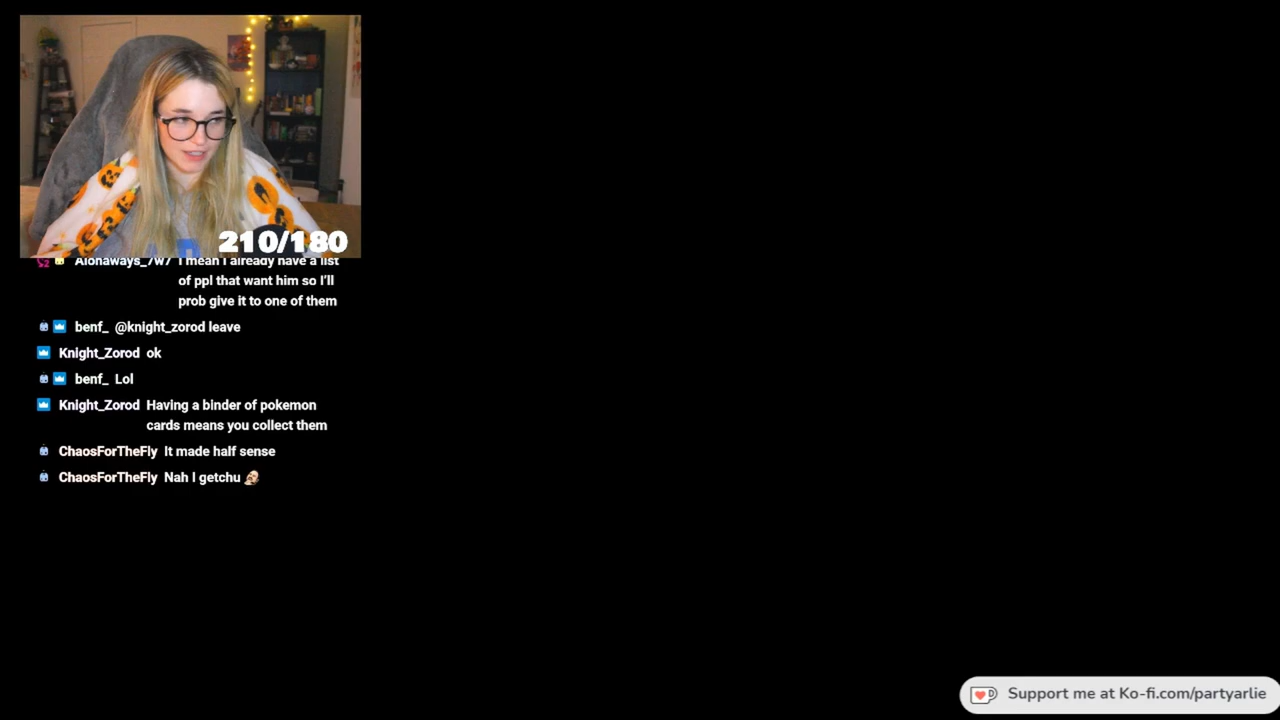 210/180
Alohaways_7w7 I mean I already have a list
of ppl that want him so I'll
prob give it to one of them
benf_ @knight_zorod leave
Knight_Zorod ok
benf_ Lol
Knight_Zorod Having a binder of pokemon
cards means you collect them
ChaosForTheFly It made half sense
ChaosForTheFly Nah I getchu
Support me at Ko-fi.com/partyarlie